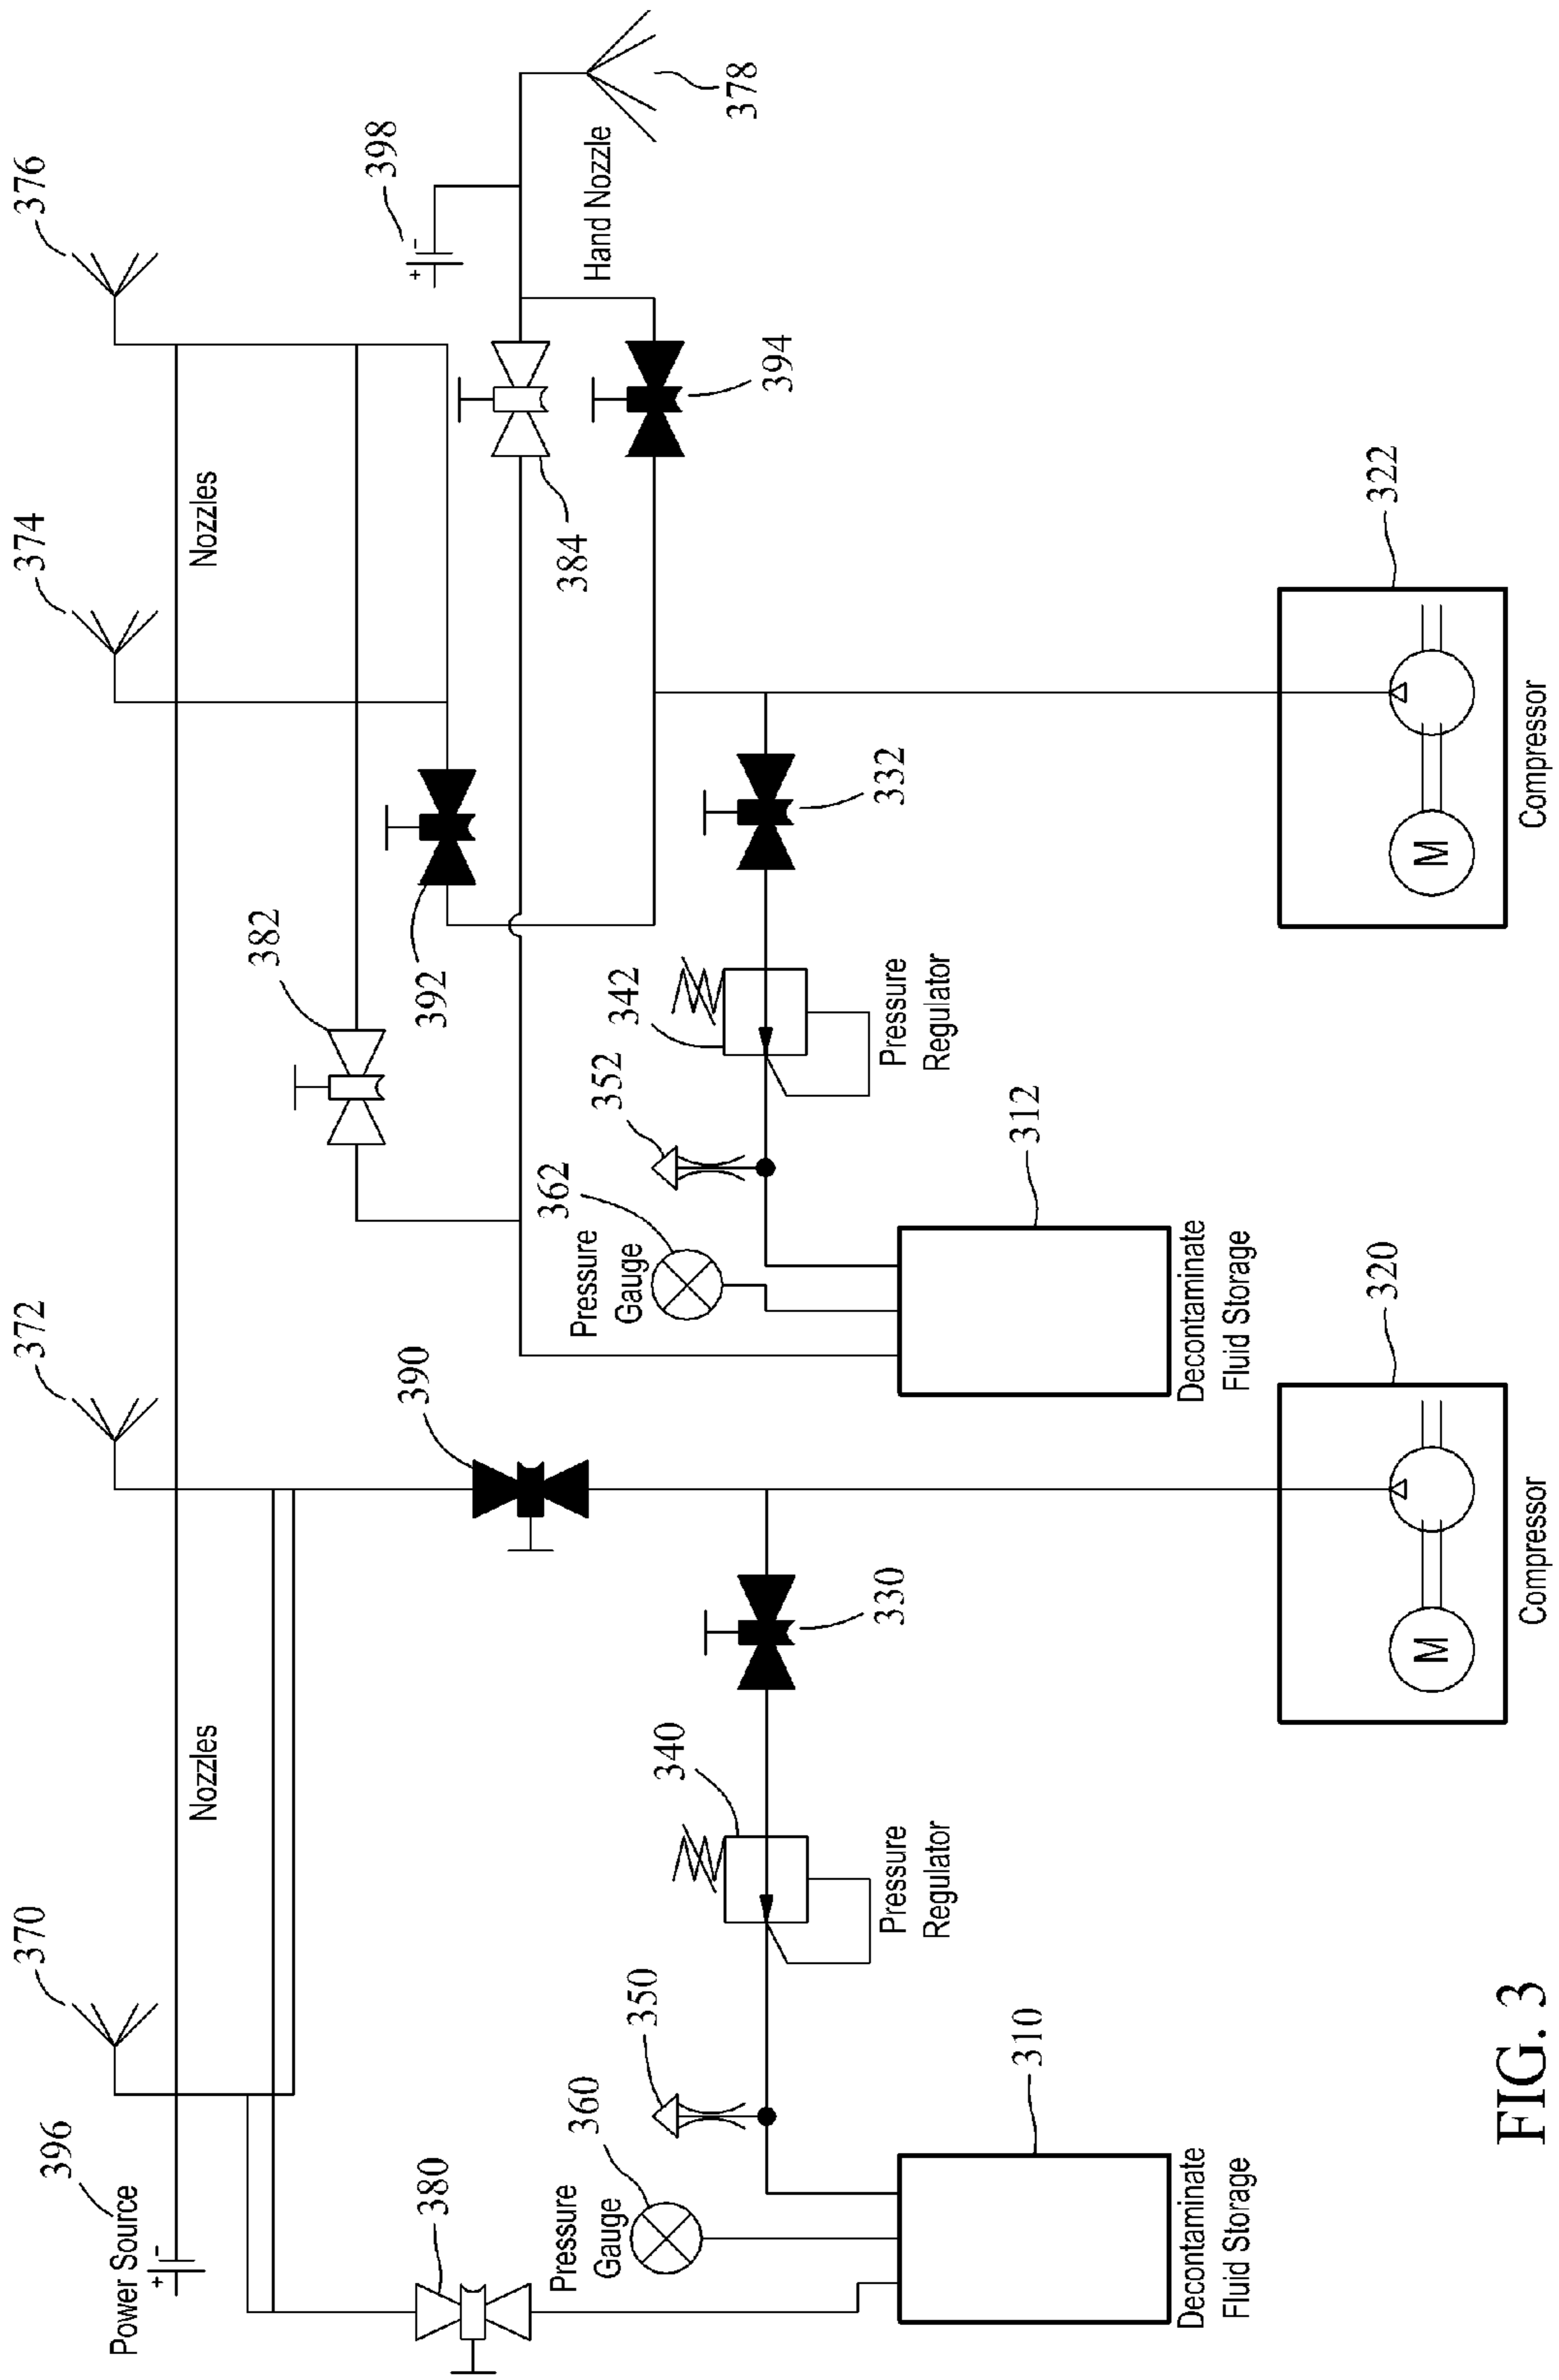 396
Power Source
+ -
370
372
374
376
Nozzles
Nozzles
380
390
382
392
384
394
398
+ -
Hand Nozzle
378
Pressure
Gauge
360
350
340
Pressure
Regulator
330
Pressure
Gauge
362
352
342
Pressure
Regulator
332
310
Decontaminate
Fluid Storage
312
Decontaminate
Fluid Storage
320
M
Compressor
322
M
Compressor
FIG. 3